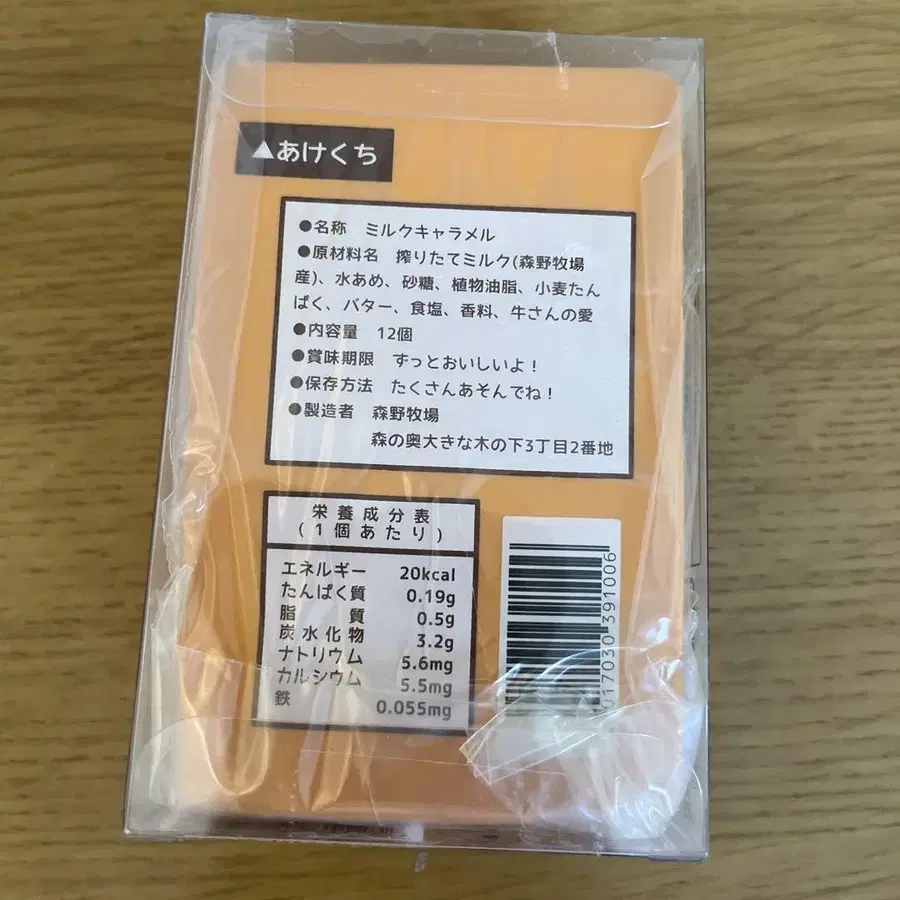 ▲あけくち
●名称　ミルクキャラメル
●原材料名　搾りたてミルク(森野牧場
産)、水あめ、砂糖、植物油脂、小麦たん
ぱく、バター、食塩、香料、牛さんの愛
●内容量　12個
●賞味期限　ずっとおいしいよ!
●保存方法　たくさんあそんでね!
●製造者　森野牧場
森の奥大きな木の下3丁目2番地
栄養成分表
(1個あたり)
エネルギー　20kcal
たんぱく質　0.19g
脂質　0.5g
炭水化物　3.2g
ナトリウム　5.6mg
カルシウム　5.5mg
鉄　0.055mg
017030 391006